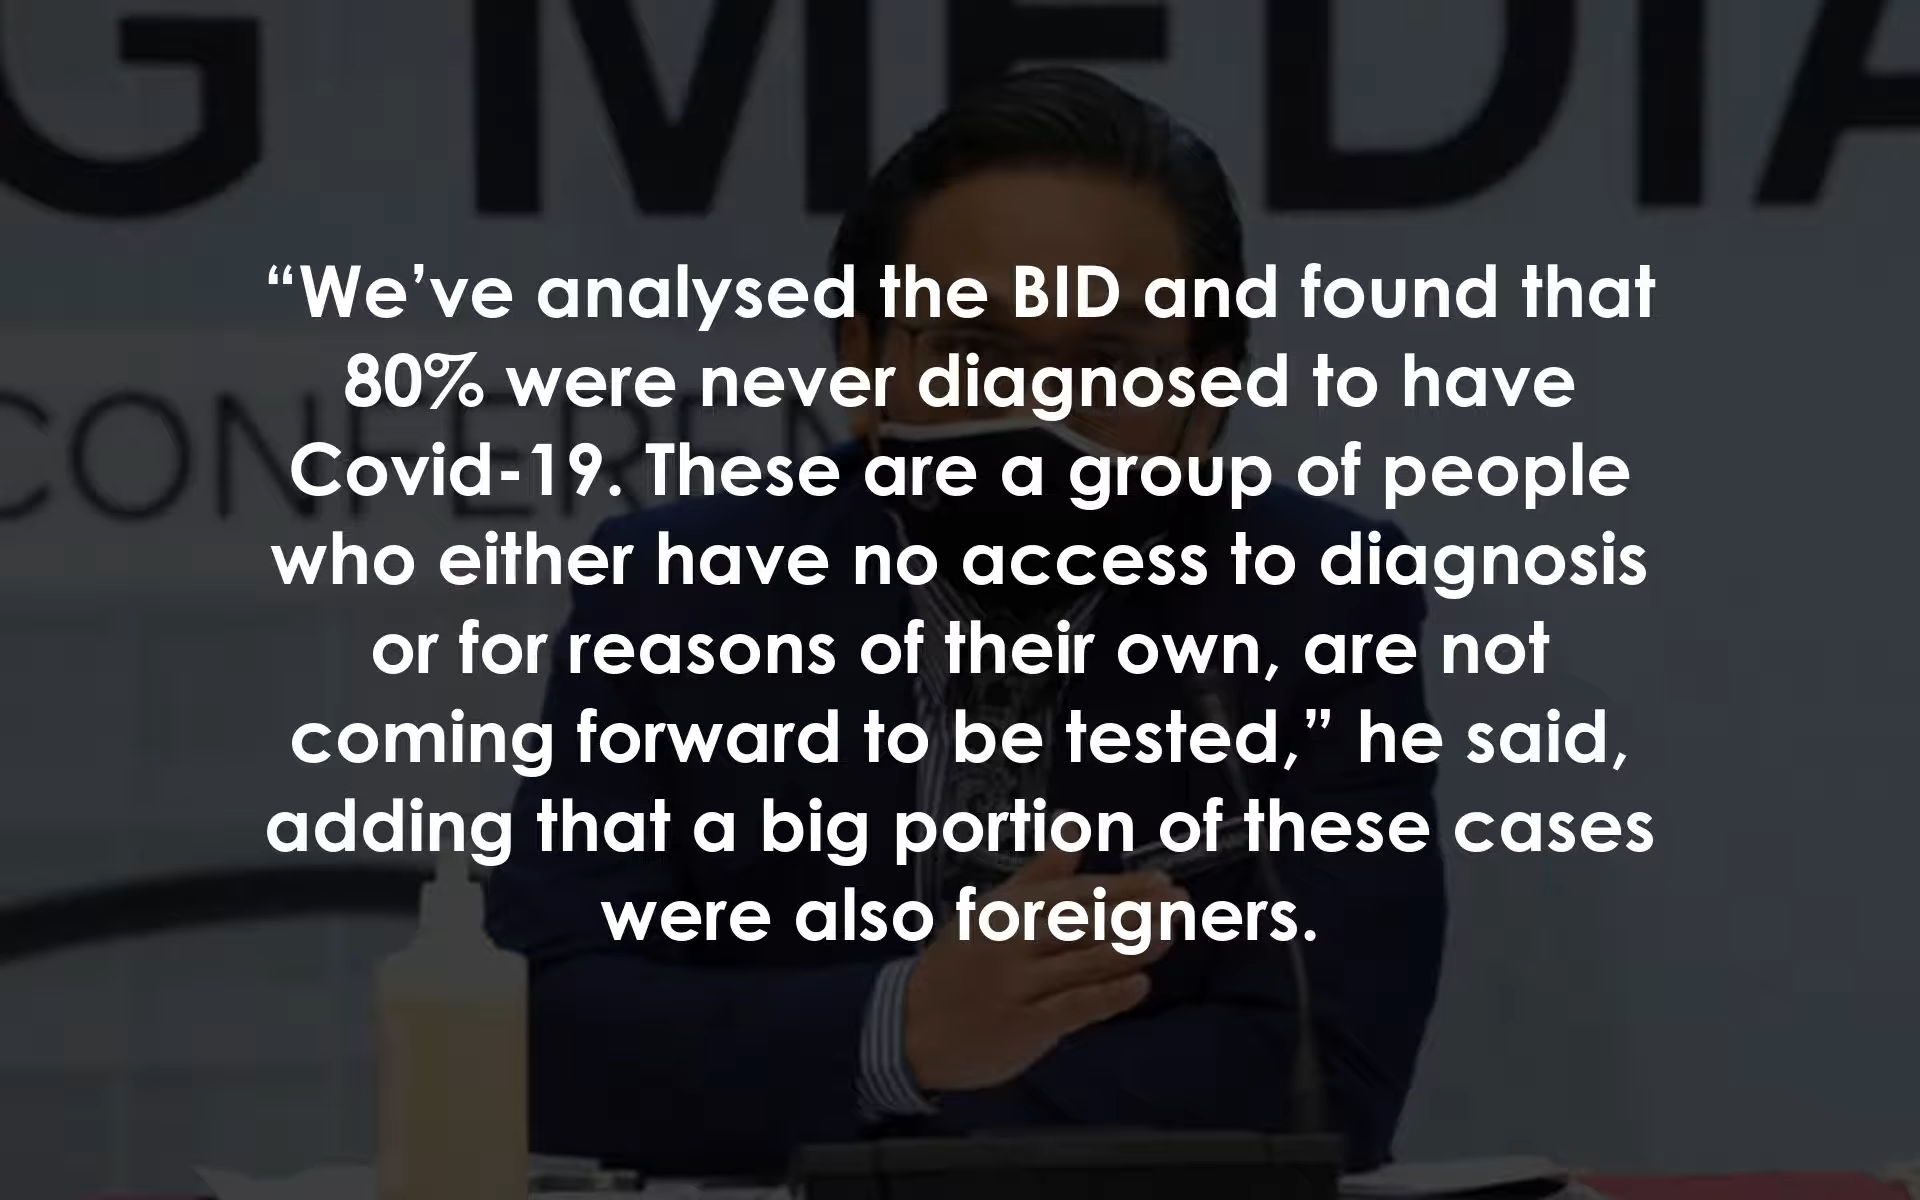 G MEDIA
CONFEREN
“We’ve analysed the BID and found that
80% were never diagnosed to have
Covid-19. These are a group of people
who either have no access to diagnosis
or for reasons of their own, are not
coming forward to be tested,” he said,
adding that a big portion of these cases
were also foreigners.